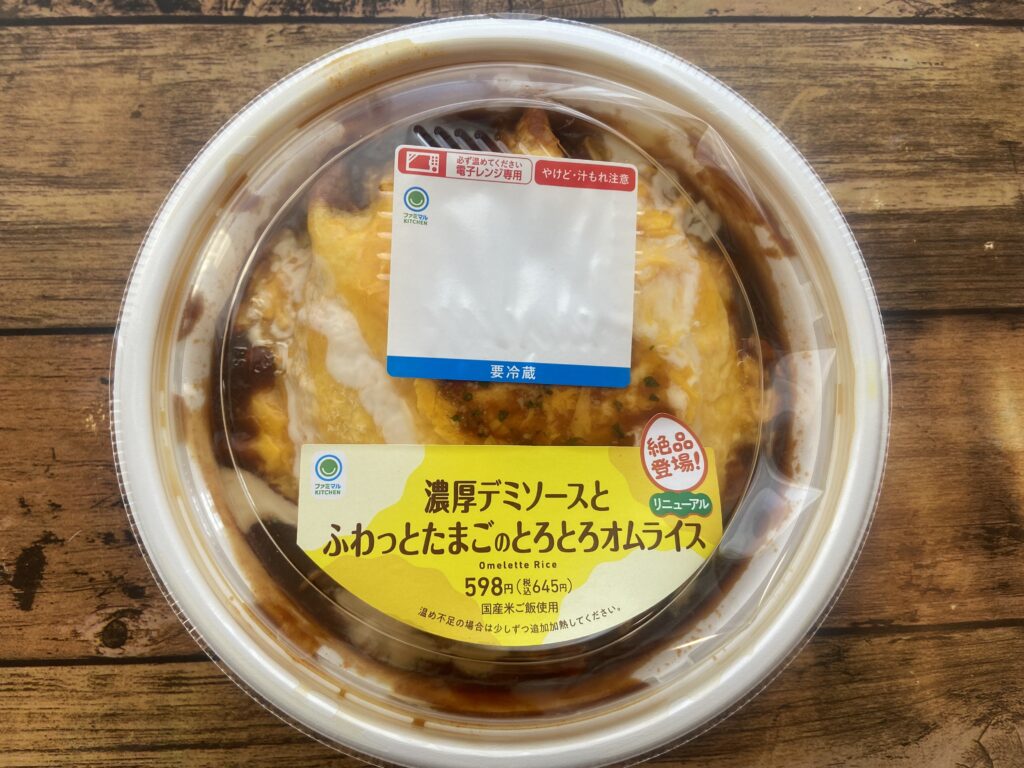 必ず温めてください
電子レンジ専用
やけど・汁もれ注意
ファミマル
KITCHEN
要冷蔵
絶品
登場!
リニューアル
ファミマル
KITCHEN
濃厚デミソースと
ふわっとたまごのとろとろオムライス
Omelette Rice
598円(税込645円)
国産米ご飯使用
温め不足の場合は少しずつ追加加熱してください。